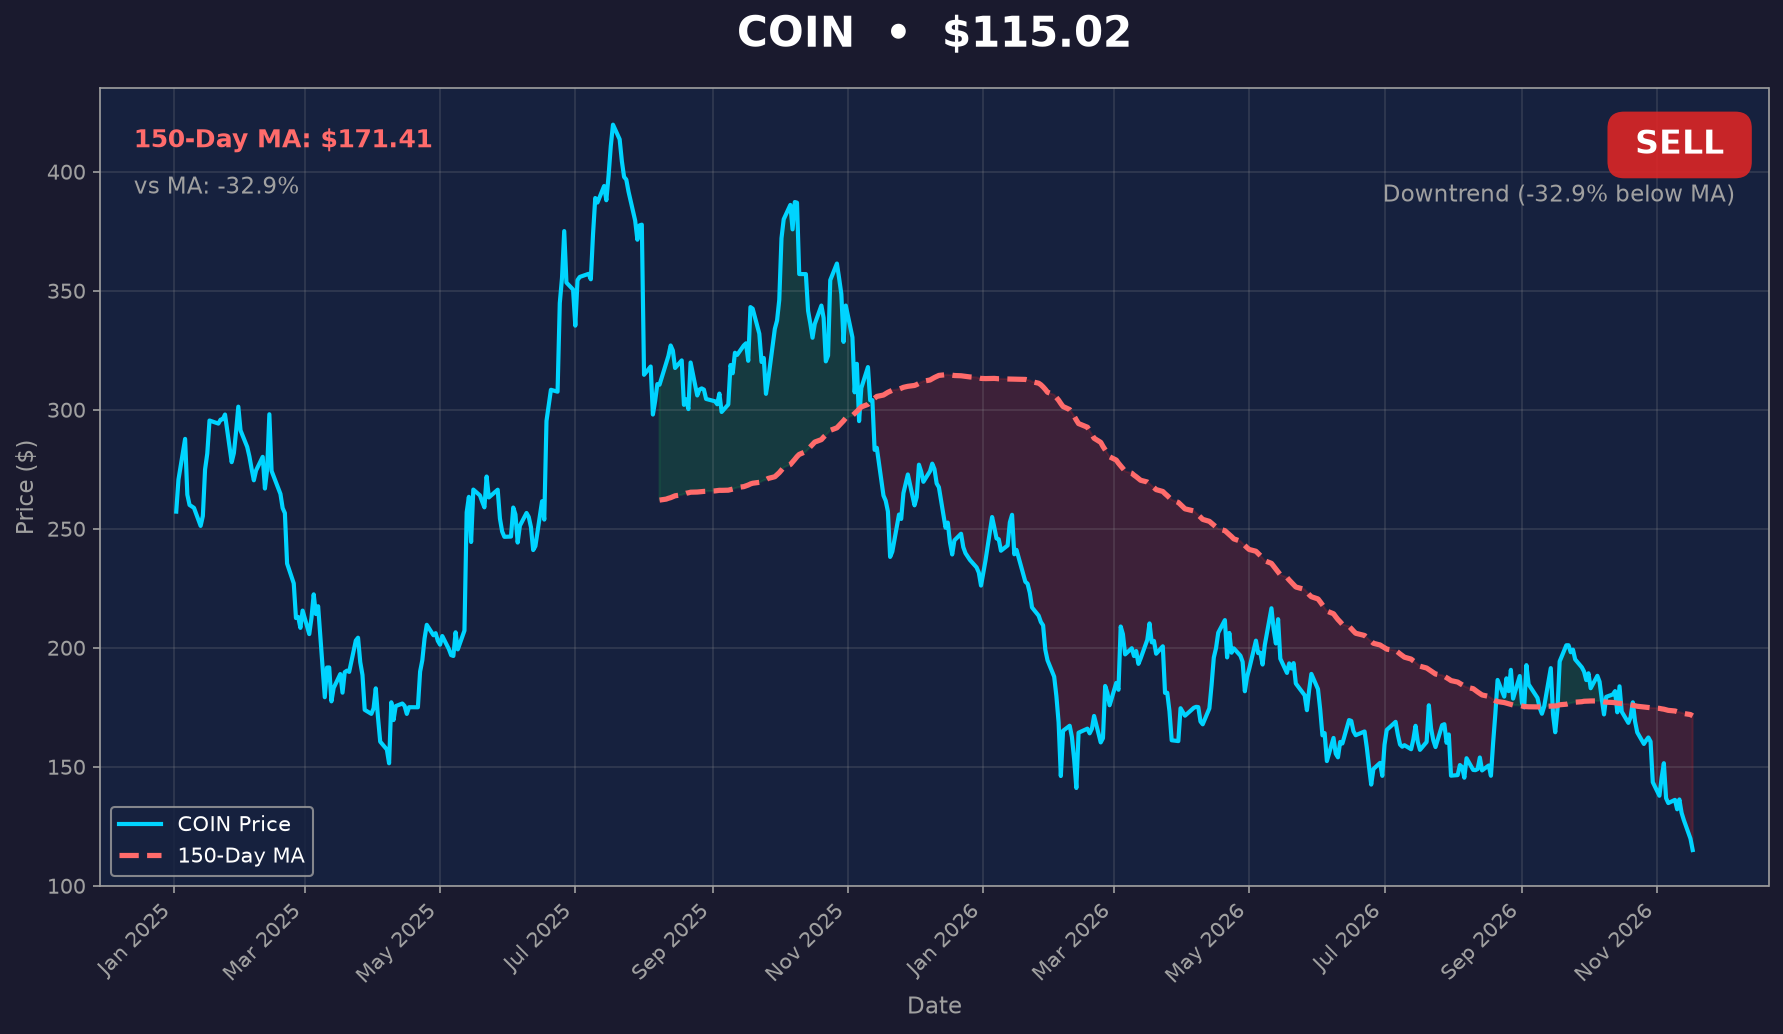 COIN • $115.02
150-Day MA: $171.41
vs MA: -32.9%
SELL
Downtrend (-32.9% below MA)
Price ($)
400
350
300
250
200
150
100
COIN Price
150-Day MA
Jan 2025
Mar 2025
May 2025
Jul 2025
Sep 2025
Nov 2025
Jan 2026
Mar 2026
May 2026
Jul 2026
Sep 2026
Nov 2026
Date